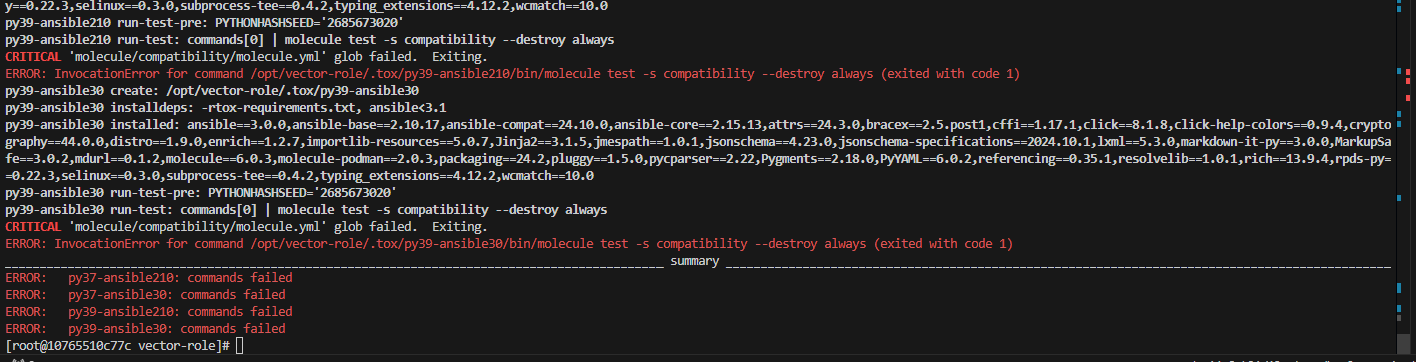 y==0.22.3,selinux==0.3.0,subprocess-tee==0.4.2,typing_extensions==4.12.2,wcmatch==10.0
py39-ansible210 run-test-pre: PYTHONHASHSEED='2685673020'
py39-ansible210 run-test: commands[0] | molecule test -s compatibility --destroy always
CRITICAL 'molecule/compatibility/molecule.yml' glob failed.  Exiting.
ERROR: InvocationError for command /opt/vector-role/.tox/py39-ansible210/bin/molecule test -s compatibility --destroy always (exited with code 1)
py39-ansible30 create: /opt/vector-role/.tox/py39-ansible30
py39-ansible30 installdeps: -rtox-requirements.txt, ansible<3.1
py39-ansible30 installed: ansible==3.0.0,ansible-base==2.10.17,ansible-compat==24.10.0,ansible-core==2.15.13,attrs==24.3.0,bracex==2.5.post1,cffi==1.17.1,click==8.1.8,click-help-colors==0.9.4,crypto
graphy==44.0.0,distro==1.9.0,enrich==1.2.7,importlib-resources==5.0.7,Jinja2==3.1.5,jmespath==1.0.1,jsonschema==4.23.0,jsonschema-specifications==2024.10.1,lxml==5.3.0,markdown-it-py==3.0.0,MarkupSa
fe==3.0.2,mdurl==0.1.2,molecule==6.0.3,molecule-podman==2.0.3,packaging==24.2,pluggy==1.5.0,pycparser==2.22,Pygments==2.18.0,PyYAML==6.0.2,referencing==0.35.1,resolvelib==1.0.1,rich==13.9.4,rpds-py=
=0.22.3,selinux==0.3.0,subprocess-tee==0.4.2,typing_extensions==4.12.2,wcmatch==10.0
py39-ansible30 run-test-pre: PYTHONHASHSEED='2685673020'
py39-ansible30 run-test: commands[0] | molecule test -s compatibility --destroy always
CRITICAL 'molecule/compatibility/molecule.yml' glob failed.  Exiting.
ERROR: InvocationError for command /opt/vector-role/.tox/py39-ansible30/bin/molecule test -s compatibility --destroy always (exited with code 1)
summary
ERROR:   py37-ansible210: commands failed
ERROR:   py37-ansible30: commands failed
ERROR:   py39-ansible210: commands failed
ERROR:   py39-ansible30: commands failed
[root@10765510c77c vector-role]#